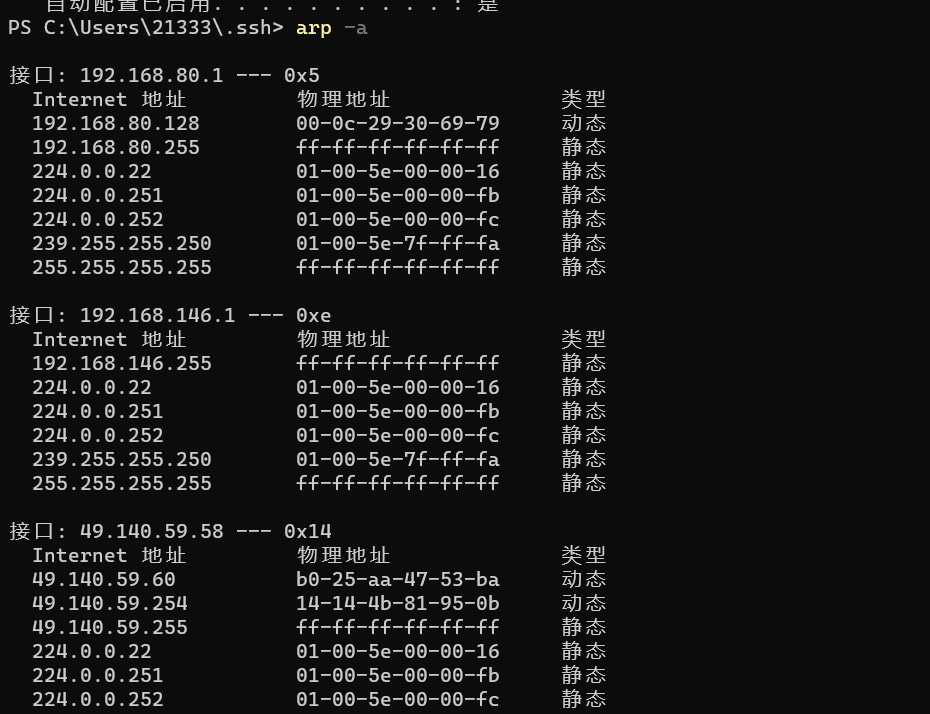 自动配置已启用. . . . . . . . . . . : 是
PS C:\Users\21333\.ssh> arp -a
接口: 192.168.80.1 --- 0x5
Internet 地址 物理地址 类型
192.168.80.128 00-0c-29-30-69-79 动态
192.168.80.255 ff-ff-ff-ff-ff-ff 静态
224.0.0.22 01-00-5e-00-00-16 静态
224.0.0.251 01-00-5e-00-00-fb 静态
224.0.0.252 01-00-5e-00-00-fc 静态
239.255.255.250 01-00-5e-7f-ff-fa 静态
255.255.255.255 ff-ff-ff-ff-ff-ff 静态
接口: 192.168.146.1 --- 0xe
Internet 地址 物理地址 类型
192.168.146.255 ff-ff-ff-ff-ff-ff 静态
224.0.0.22 01-00-5e-00-00-16 静态
224.0.0.251 01-00-5e-00-00-fb 静态
224.0.0.252 01-00-5e-00-00-fc 静态
239.255.255.250 01-00-5e-7f-ff-fa 静态
255.255.255.255 ff-ff-ff-ff-ff-ff 静态
接口: 49.140.59.58 --- 0x14
Internet 地址 物理地址 类型
49.140.59.60 b0-25-aa-47-53-ba 动态
49.140.59.254 14-14-4b-81-95-0b 动态
49.140.59.255 ff-ff-ff-ff-ff-ff 静态
224.0.0.22 01-00-5e-00-00-16 静态
224.0.0.251 01-00-5e-00-00-fb 静态
224.0.0.252 01-00-5e-00-00-fc 静态